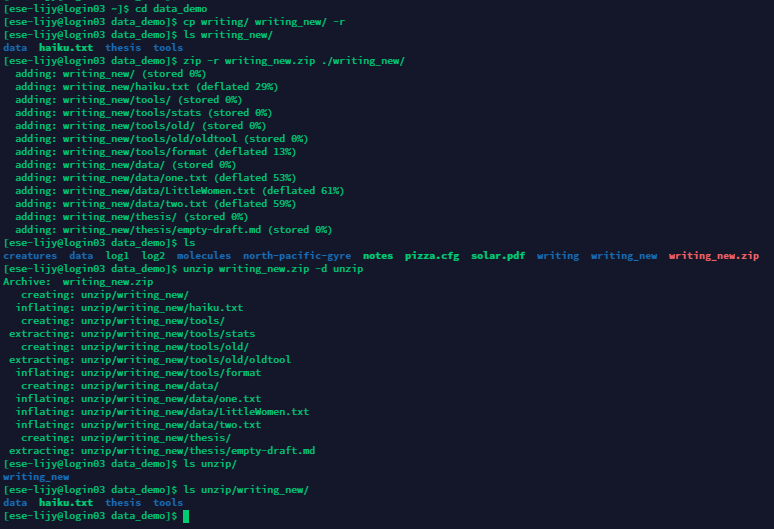 [ese-lijy@login03 ~]$ cd data_demo
[ese-lijy@login03 data_demo]$ cp writing/ writing_new/ -r
[ese-lijy@login03 data_demo]$ ls writing_new/
data  haiku.txt  thesis  tools
[ese-lijy@login03 data_demo]$ zip -r writing_new.zip ./writing_new/
  adding: writing_new/ (stored 0%)
  adding: writing_new/haiku.txt (deflated 29%)
  adding: writing_new/tools/ (stored 0%)
  adding: writing_new/tools/stats (stored 0%)
  adding: writing_new/tools/old/ (stored 0%)
  adding: writing_new/tools/old/oldtool (stored 0%)
  adding: writing_new/tools/format (deflated 13%)
  adding: writing_new/data/ (stored 0%)
  adding: writing_new/data/one.txt (deflated 53%)
  adding: writing_new/data/LittleWomen.txt (deflated 61%)
  adding: writing_new/data/two.txt (deflated 59%)
  adding: writing_new/thesis/ (stored 0%)
  adding: writing_new/thesis/empty-draft.md (stored 0%)
[ese-lijy@login03 data_demo]$ ls
creatures  data  log1  log2  molecules  north-pacific-gyre  notes  pizza.cfg  solar.pdf  writing  writing_new  writing_new.zip
[ese-lijy@login03 data_demo]$ unzip writing_new.zip -d unzip
Archive:  writing_new.zip
   creating: unzip/writing_new/
  inflating: unzip/writing_new/haiku.txt
   creating: unzip/writing_new/tools/
 extracting: unzip/writing_new/tools/stats
   creating: unzip/writing_new/tools/old/
 extracting: unzip/writing_new/tools/old/oldtool
  inflating: unzip/writing_new/tools/format
   creating: unzip/writing_new/data/
  inflating: unzip/writing_new/data/one.txt
  inflating: unzip/writing_new/data/LittleWomen.txt
  inflating: unzip/writing_new/data/two.txt
   creating: unzip/writing_new/thesis/
 extracting: unzip/writing_new/thesis/empty-draft.md
[ese-lijy@login03 data_demo]$ ls unzip/
writing_new
[ese-lijy@login03 data_demo]$ ls unzip/writing_new/
data  haiku.txt  thesis  tools
[ese-lijy@login03 data_demo]$